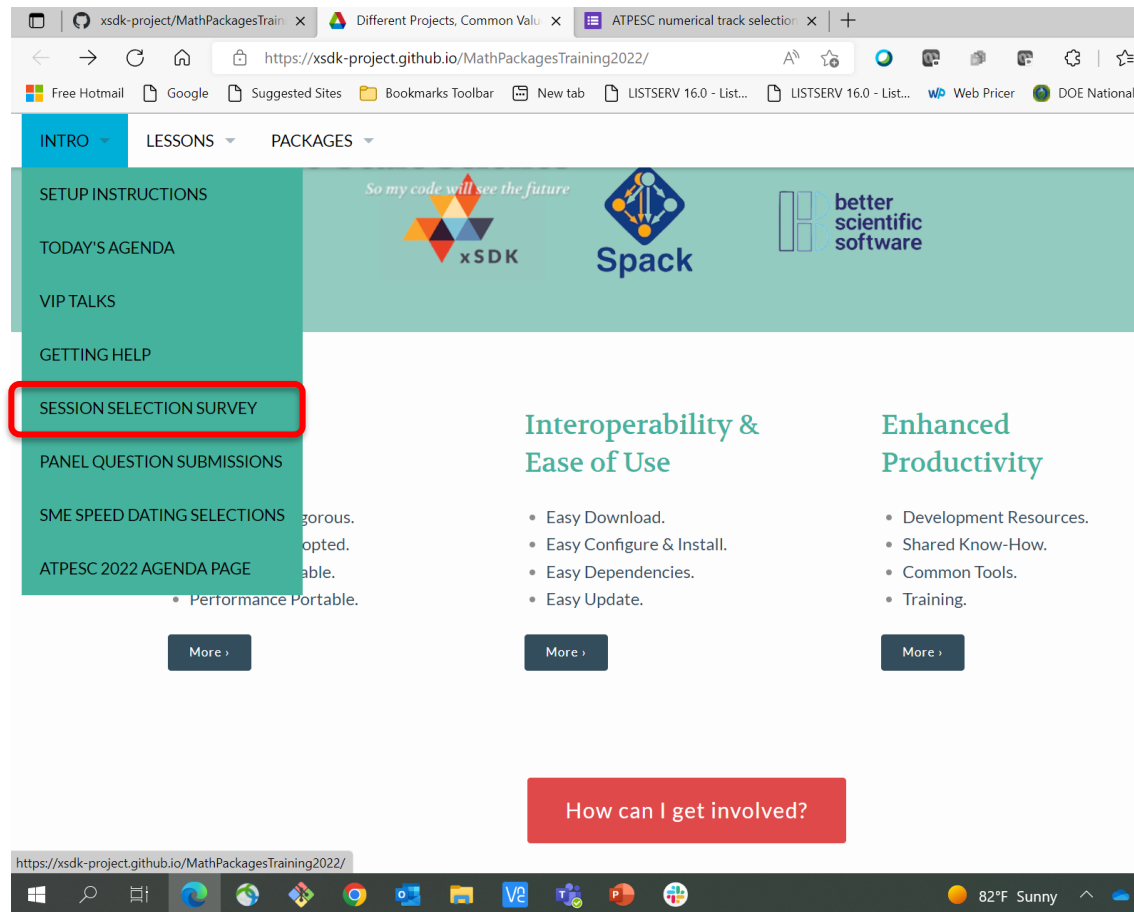 xsdk-project/MathPackagesTraini
Different Projects, Common Value
ATPESC numerical track selection
https://xsdk-project.github.io/MathPackagesTraining2022/
Free Hotmail
Google
Suggested Sites
Bookmarks Toolbar
New tab
LISTSERV 16.0 - List...
LISTSERV 16.0 - List...
Web Pricer
DOE National
INTRO
LESSONS
PACKAGES
SETUP INSTRUCTIONS
TODAY'S AGENDA
VIP TALKS
GETTING HELP
SESSION SELECTION SURVEY
PANEL QUESTION SUBMISSIONS
SME SPEED DATING SELECTIONS
ATPESC 2022 AGENDA PAGE
So my code will see the future
xSDK
Spack
better
scientific
software
gorous.
opted.
able.
Performance Portable.
More ›
Interoperability &
Ease of Use
Easy Download.
Easy Configure & Install.
Easy Dependencies.
Easy Update.
More ›
Enhanced
Productivity
Development Resources.
Shared Know-How.
Common Tools.
Training.
More ›
How can I get involved?
https://xsdk-project.github.io/MathPackagesTraining2022/
82°F Sunny